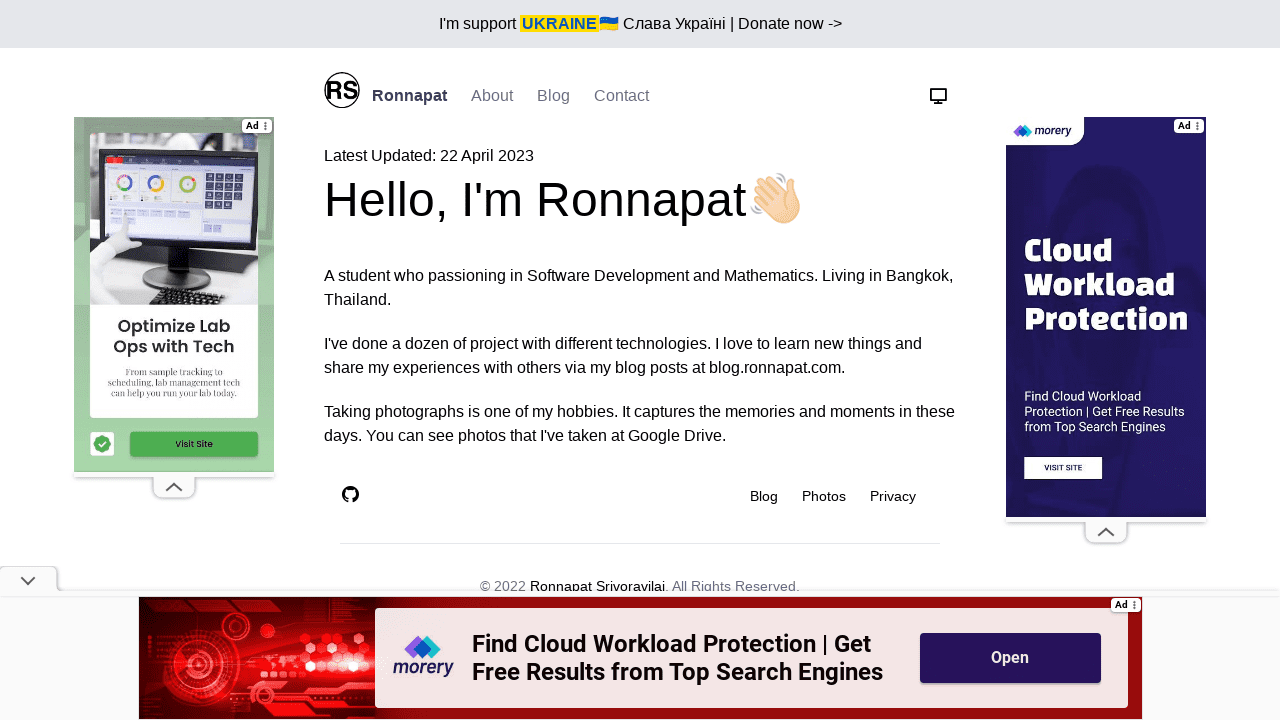 I'm support UKRAINE🇺🇦 Слава Україні | Donate now ->
RS
Ronnapat About Blog Contact
Latest Updated: 22 April 2023
Hello, I'm Ronnapat👋🏻
A student who passioning in Software Development and Mathematics. Living in Bangkok,
Thailand.
I've done a dozen of project with different technologies. I love to learn new things and
share my experiences with others via my blog posts at blog.ronnapat.com.
Taking photographs is one of my hobbies. It captures the memories and moments in these
days. You can see photos that I've taken at Google Drive.
Blog Photos Privacy
© 2022 Ronnapat Srivoravilai. All Rights Reserved.
Ad
Optimize Lab
Ops with Tech
From sample tracking to
scheduling, lab management tech
can help you run your lab today.
Visit Site
morery
Ad
Cloud
Workload
Protection
Find Cloud Workload
Protection | Get Free Results
from Top Search Engines
VISIT SITE
Ad
morery
Find Cloud Workload Protection | Get
Free Results from Top Search Engines
Open